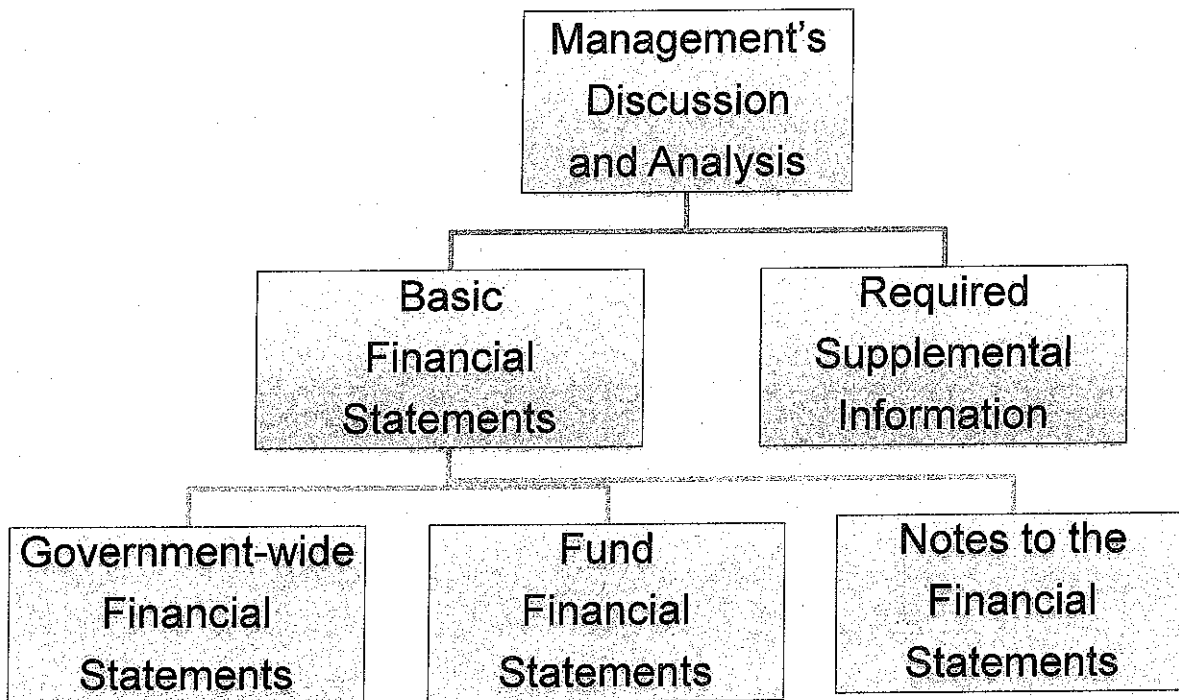 Management's
Discussion
and Analysis
Basic
Financial
Statements
Required
Supplemental
Information
Government-wide
Financial
Statements
Fund
Financial
Statements
Notes to the
Financial
Statements